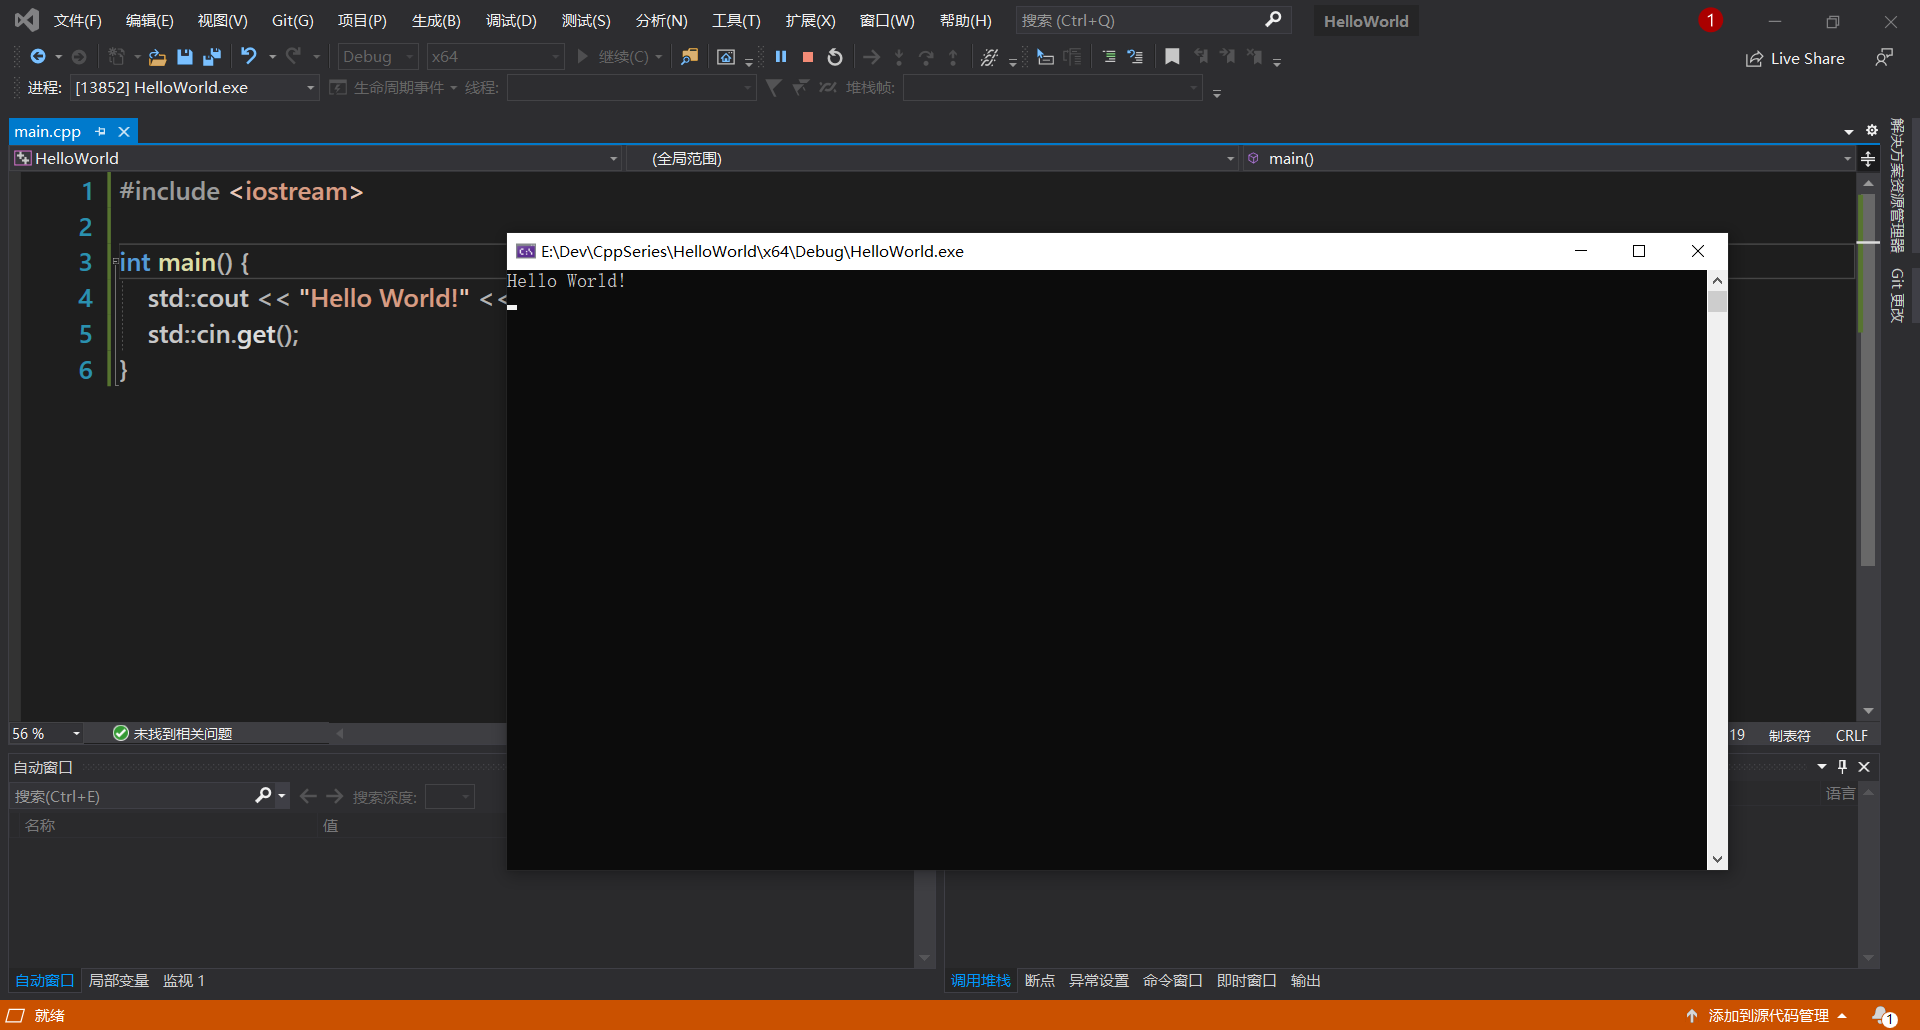 文件(F) 编辑(E) 视图(V) Git(G) 项目(P) 生成(B) 调试(D) 测试(S) 分析(N) 工具(T) 扩展(X) 窗口(W) 帮助(H) 搜索 (Ctrl+Q) HelloWorld 1
Debug x64 继续(C) Live Share
进程: [13852] HelloWorld.exe 生命周期事件 线程: 堆栈帧:
main.cpp
HelloWorld (全局范围) main()
1 #include <iostream>
2
3 int main() {
4 std::cout << "Hello World!" <<
5 std::cin.get();
6 }
E:\Dev\CppSeries\HelloWorld\x64\Debug\HelloWorld.exe
Hello World!
解决方案资源管理器
Git 更改
56 % 未找到相关问题 19 制表符 CRLF
自动窗口
搜索(Ctrl+E) 搜索深度: 语言
名称 值
自动窗口 局部变量 监视 1 调用堆栈 断点 异常设置 命令窗口 即时窗口 输出
就绪 添加到源代码管理 1